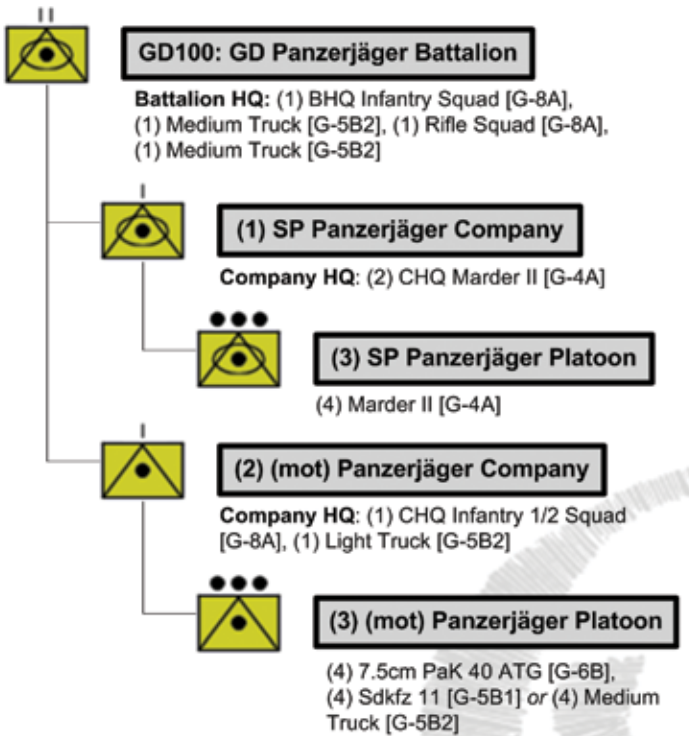 GD100: GD Panzerjäger Battalion
Battalion HQ: (1) BHQ Infantry Squad [G-8A],
(1) Medium Truck [G-5B2], (1) Rifle Squad [G-8A],
(1) Medium Truck [G-5B2]
(1) SP Panzerjäger Company
Company HQ: (2) CHQ Marder II [G-4A]
(3) SP Panzerjäger Platoon
(4) Marder II [G-4A]
(2) (mot) Panzerjäger Company
Company HQ: (1) CHQ Infantry 1/2 Squad
[G-8A], (1) Light Truck [G-5B2]
(3) (mot) Panzerjäger Platoon
(4) 7.5cm PaK 40 ATG [G-6B],
(4) Sdkfz 11 [G-5B1] or (4) Medium
Truck [G-5B2]